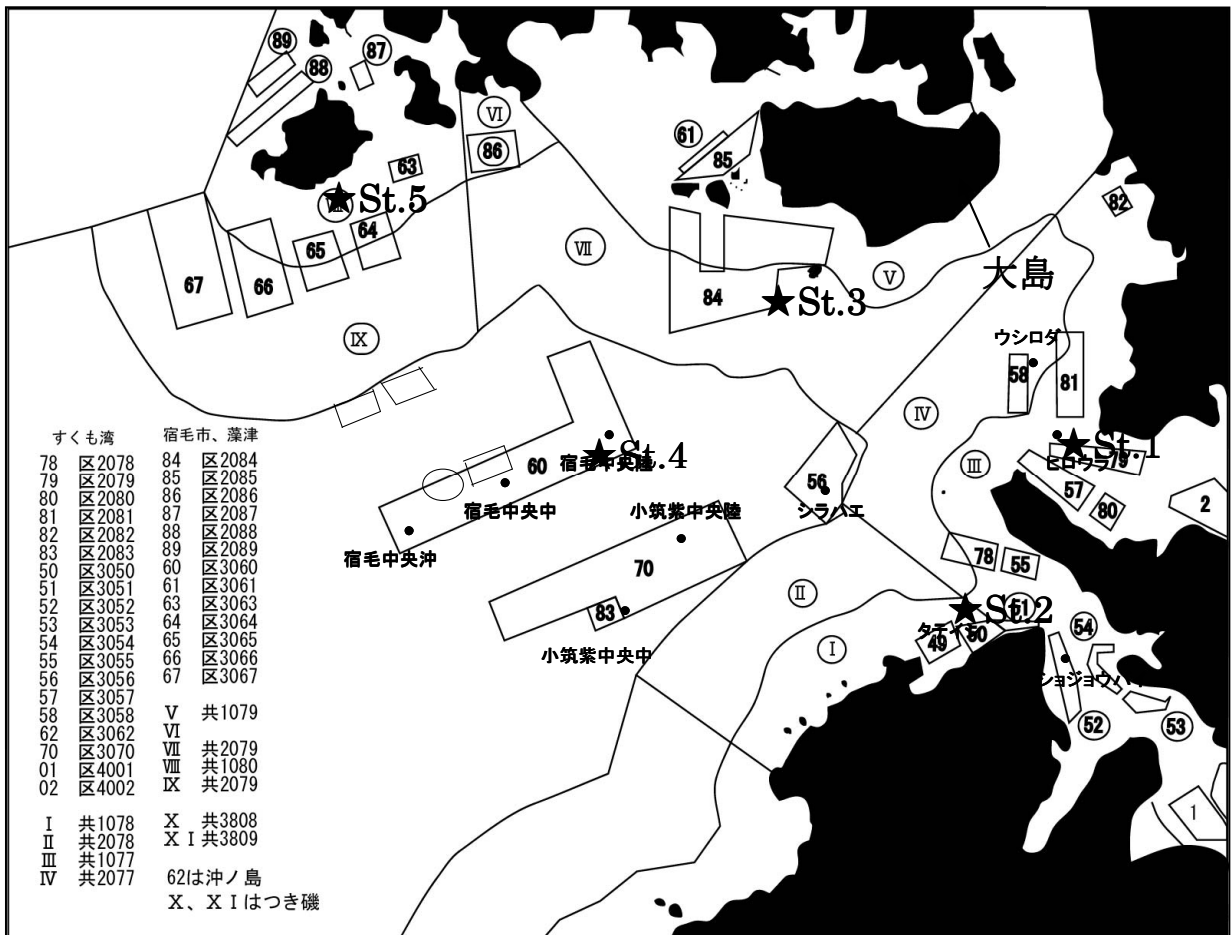 89
88
87
Ⅵ
86
61
85
63
82
St.5
64
65
66
67
Ⅶ
84
St.3
Ⅴ
大島
Ⅸ
ウシロダ
58
81
Ⅳ
St.1
ヒロウラ
79
Ⅲ
57
80
2
60
St.4
宿毛中央陸
宿毛中央中
宿毛中央沖
小筑紫中央陸
56
シラバエ
70
83
小筑紫中央中
78
55
Ⅱ
St.2
51
50
49
Ⅰ
54
52
53
1
すくも湾
78 区2078
79 区2079
80 区2080
81 区2081
82 区2082
83 区2083
50 区3050
51 区3051
52 区3052
53 区3053
54 区3054
55 区3055
56 区3056
57 区3057
58 区3058
62 区3062
70 区3070
01 区4001
02 区4002
Ⅰ 共1078
Ⅱ 共2078
Ⅲ 共1077
Ⅳ 共2077
宿毛市、藻津
84 区2084
85 区2085
86 区2086
87 区2087
88 区2088
89 区2089
60 区3060
61 区3061
63 区3063
64 区3064
65 区3065
66 区3066
67 区3067
Ⅴ 共1079
Ⅵ
Ⅶ 共2079
Ⅷ 共1080
Ⅸ 共2079
Ⅹ 共3808
ⅩⅠ共3809
62は沖ノ島
Ⅹ、ⅩⅠはつき磯